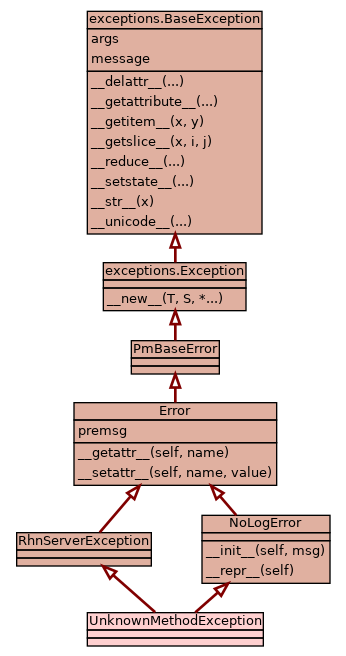 exceptions.BaseException
args
message
__delattr__(...)
__getattribute__(...)
__getitem__(x, y)
__getslice__(x, i, j)
__reduce__(...)
__setstate__(...)
__str__(x)
__unicode__(...)
exceptions.Exception
__new__(T, S, *...)
PmBaseError
Error
premsg
__getattr__(self, name)
__setattr__(self, name, value)
RhnServerException
NoLogError
__init__(self, msg)
__repr__(self)
UnknownMethodException